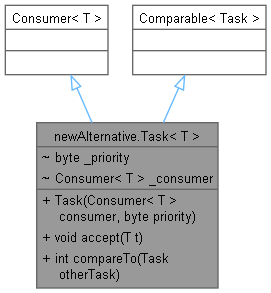 Consumer< T >
Comparable< Task >
newAlternative.Task< T >
~ byte _priority
~ Consumer< T > _consumer
+ Task(Consumer< T >
consumer, byte priority)
+ void accept(T t)
+ int compareTo(Task
otherTask)